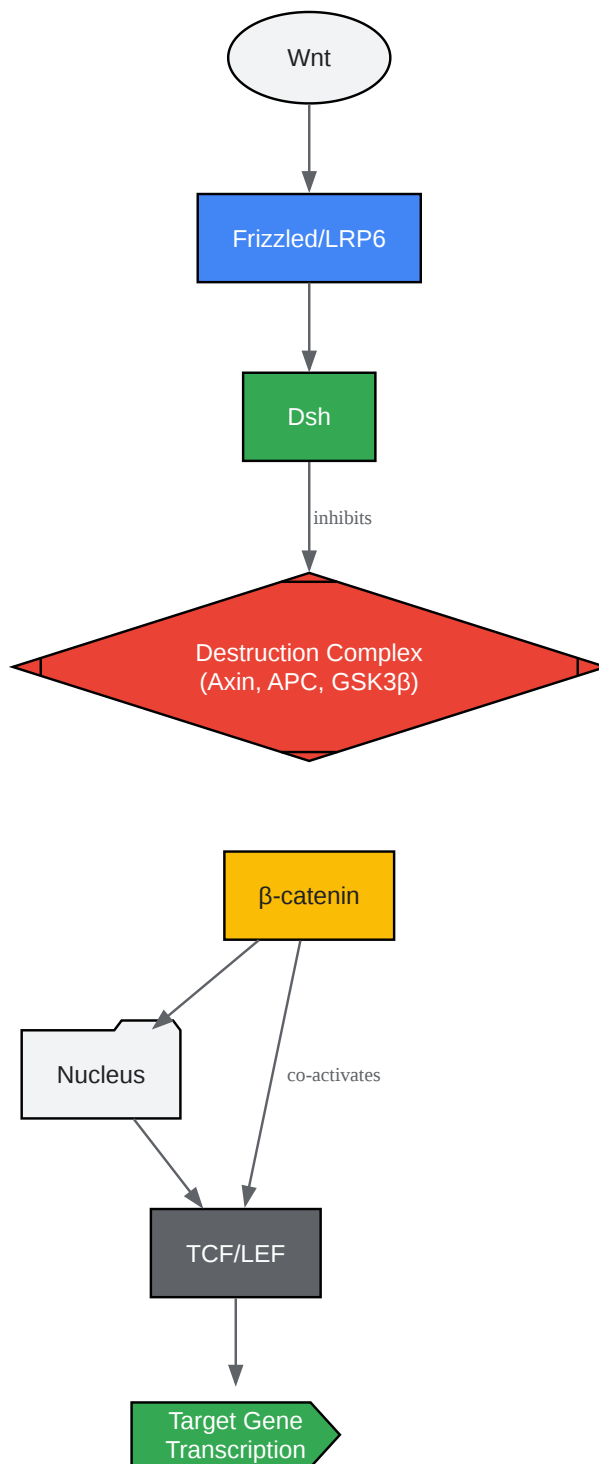 Wnt
Frizzled/LRP6
Dsh
inhibits
Destruction Complex
(Axin, APC, GSK3β)
β-catenin
Nucleus
co-activates
TCF/LEF
Target Gene
Transcription